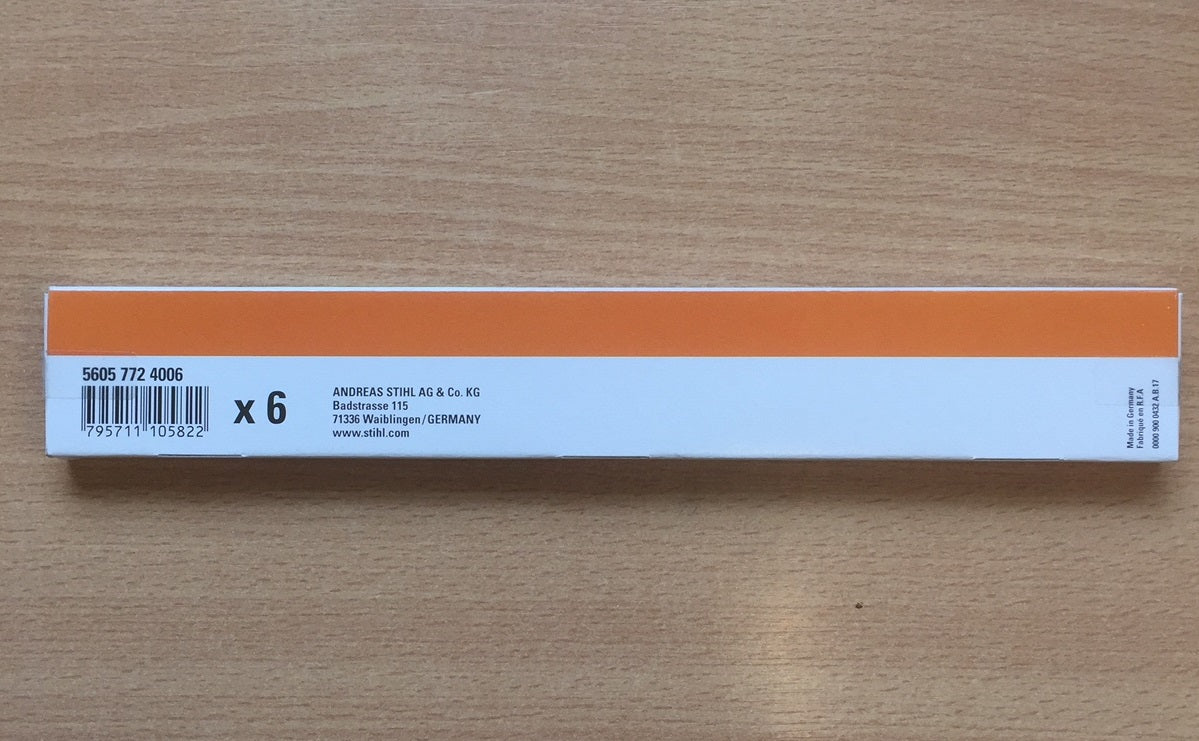 5605 772 4006
795711 105822
x 6
ANDREAS STIHL AG & Co. KG
Badstrasse 115
71336 Waiblingen/GERMANY
www.stihl.com
Made in Germany
Fabriqué en R.F.A
0000 900 0432 A.B.17